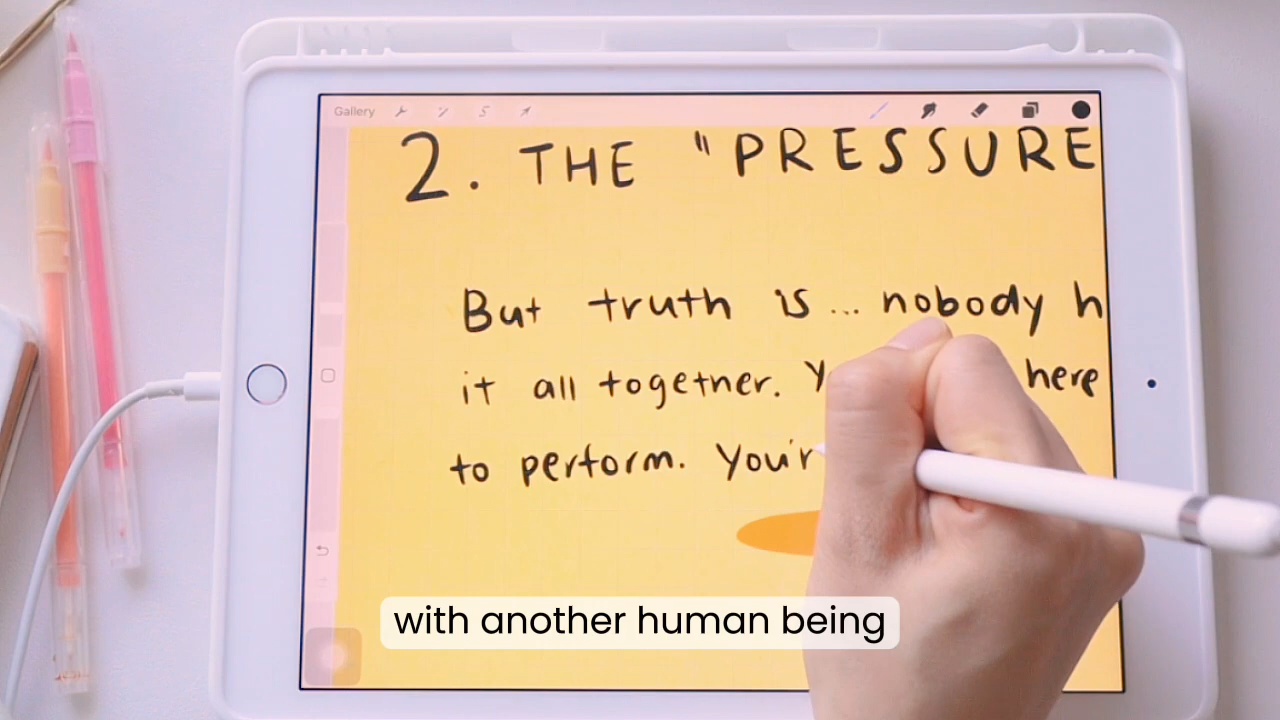 Gallery
2. THE "PRESSURE
But truth is... nobody h
it all together. Y here
to perform. You'r
with another human being